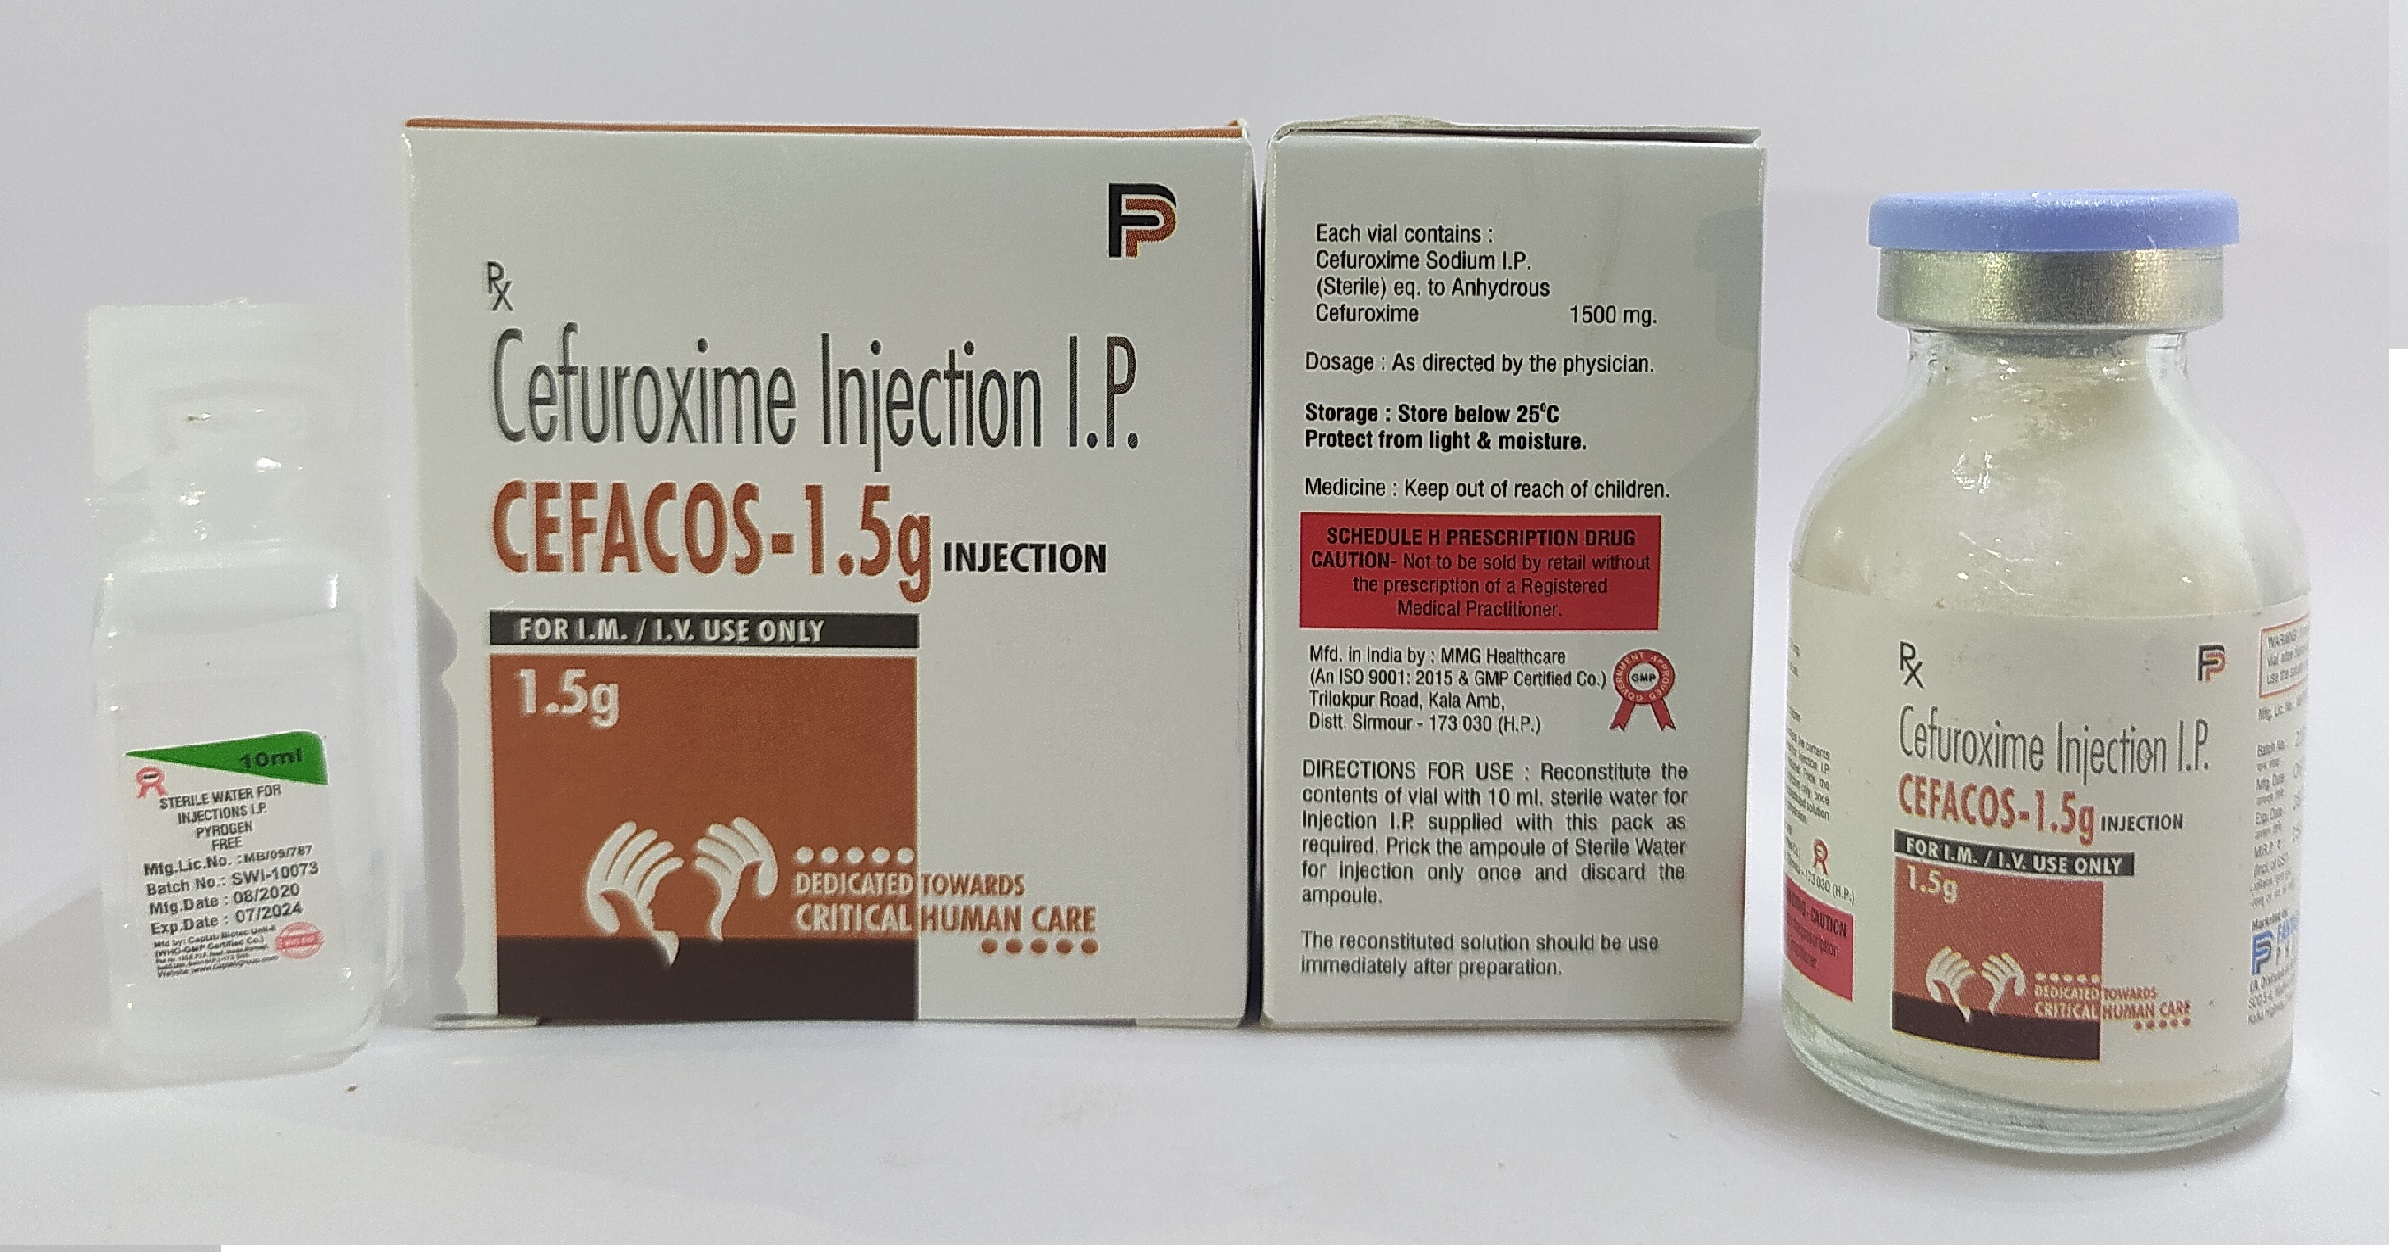 10ml
STERILE WATER FOR
INJECTIONS I.P.
PYROGEN
FREE
Mfg.Lic.No. :MB/09/787
Batch No.: SWI-10073
Mfg.Date : 08/2020
Exp.Date : 07/2024
Rx
Cefuroxime Injection I.P.
CEFACOS-1.5g INJECTION
FOR I.M. / I.V. USE ONLY
1.5g
DEDICATED TOWARDS
CRITICAL HUMAN CARE
Each vial contains :
Cefuroxime Sodium I.P.
(Sterile) eq. to Anhydrous
Cefuroxime 1500 mg.
Dosage : As directed by the physician.
Storage : Store below 25°C
Protect from light & moisture.
Medicine : Keep out of reach of children.
SCHEDULE H PRESCRIPTION DRUG
CAUTION- Not to be sold by retail without
the prescription of a Registered
Medical Practitioner.
Mfd. in India by : MMG Healthcare
(An ISO 9001: 2015 & GMP Certified Co.)
Trilokpur Road, Kala Amb,
Distt. Sirmour - 173 030 (H.P.)
GOVERNMENT APPROVED
GMP
DIRECTIONS FOR USE : Reconstitute the
contents of vial with 10 ml. sterile water for
Injection I.P. supplied with this pack as
required. Prick the ampoule of Sterile Water
for Injection only once and discard the
ampoule.
The reconstituted solution should be use
immediately after preparation.
Rx
Cefuroxime Injection I.P.
CEFACOS-1.5g INJECTION
FOR I.M. / I.V. USE ONLY
1.5g
DEDICATED TOWARDS
CRITICAL HUMAN CARE